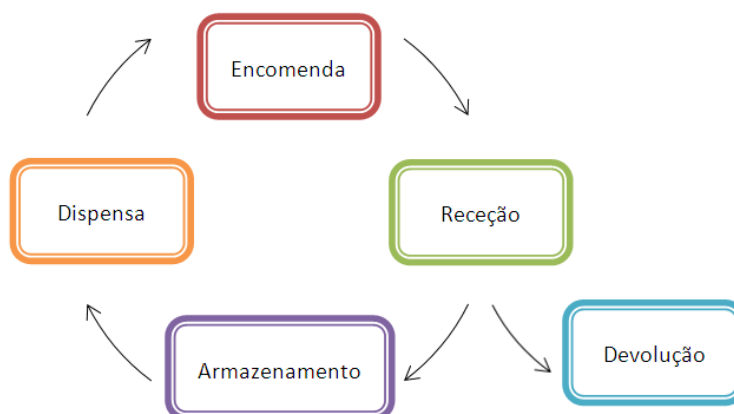 Encomenda
Dispensa
Receção
Armazenamento
Devolução